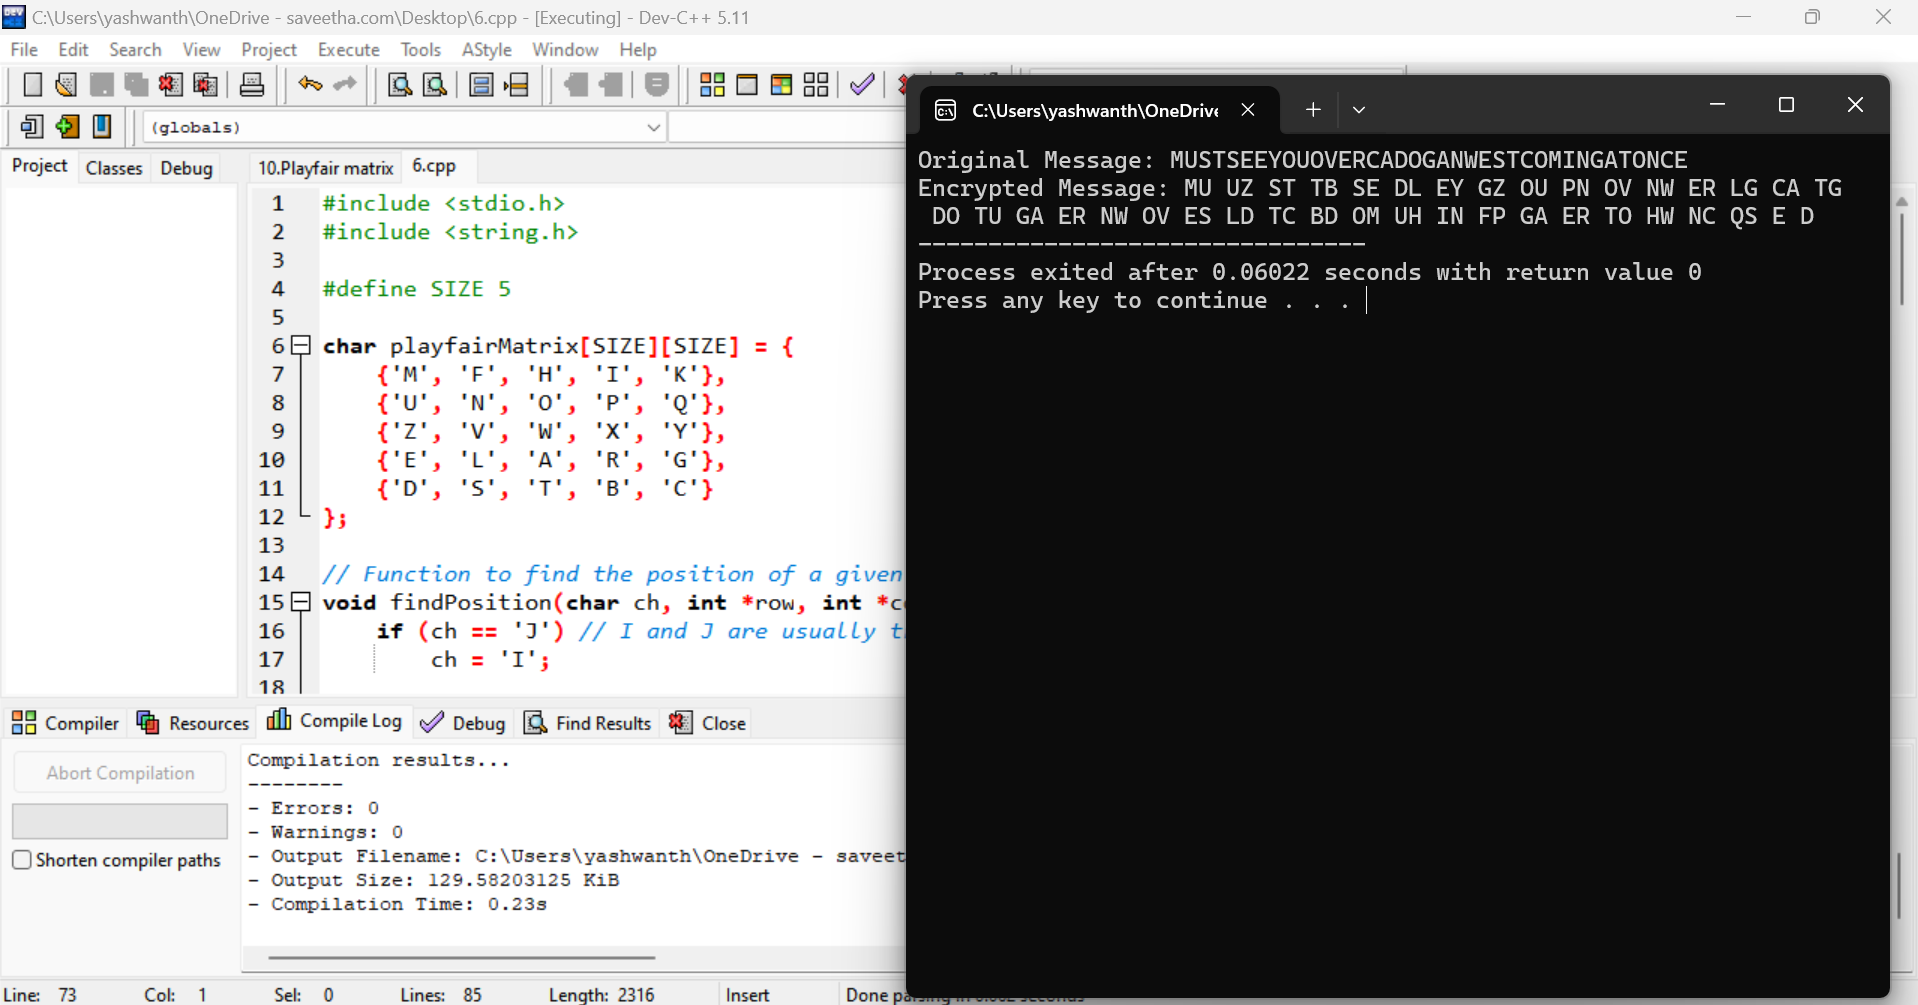 C:\Users\yashwanth\OneDrive - saveetha.com\Desktop\6.cpp - [Executing] - Dev-C++ 5.11
File Edit Search View Project Execute Tools AStyle Window Help
(globals)
Project Classes Debug
10.Playfair matrix 6.cpp
1 #include <stdio.h>
2 #include <string.h>
3
4 #define SIZE 5
5
6 char playfairMatrix[SIZE][SIZE] = {
7 {'M', 'F', 'H', 'I', 'K'},
8 {'U', 'N', 'O', 'P', 'Q'},
9 {'Z', 'V', 'W', 'X', 'Y'},
10 {'E', 'L', 'A', 'R', 'G'},
11 {'D', 'S', 'T', 'B', 'C'}
12 };
13
14 // Function to find the position of a given
15 void findPosition(char ch, int *row, int *c
16 if (ch == 'J') // I and J are usually t
17 ch = 'I';
18
C:\Users\yashwanth\OneDrive
Original Message: MUSTSEEYOUOVERCADOGANWESTCOMINGATONCE
Encrypted Message: MU UZ ST TB SE DL EY GZ OU PN OV NW ER LG CA TG
DO TU GA ER NW OV ES LD TC BD OM UH IN FP GA ER TO HW NC QS E D
--------------------------------
Process exited after 0.06022 seconds with return value 0
Press any key to continue . . .
Compiler Resources Compile Log Debug Find Results Close
Abort Compilation
Shorten compiler paths
Compilation results...
--------
- Errors: 0
- Warnings: 0
- Output Filename: C:\Users\yashwanth\OneDrive - saveet
- Output Size: 129.58203125 KiB
- Compilation Time: 0.23s
Line: 73 Col: 1 Sel: 0 Lines: 85 Length: 2316 Insert Done